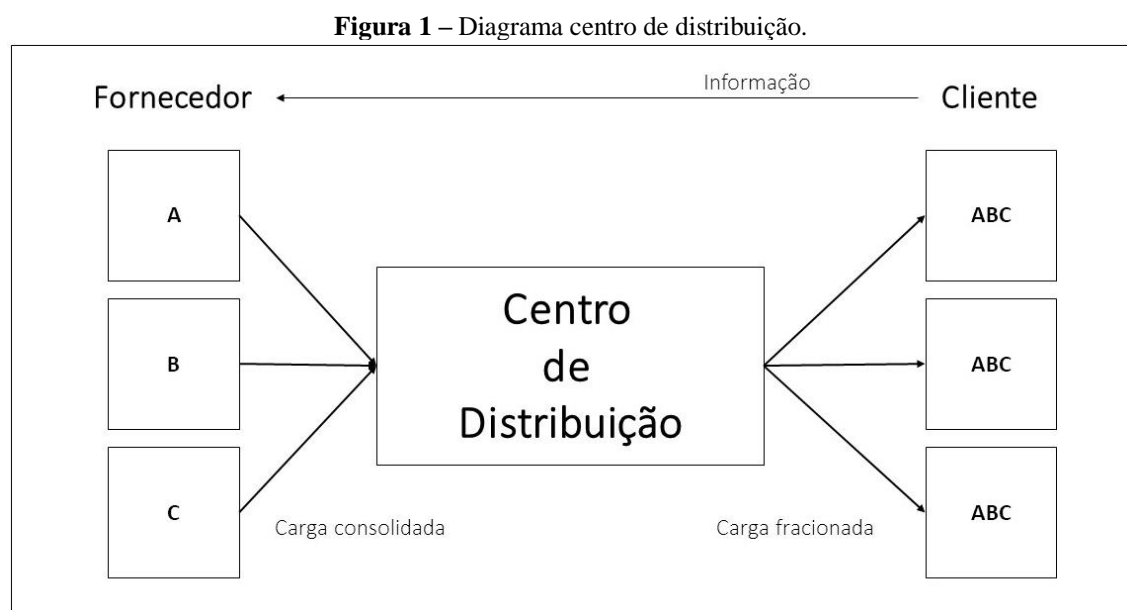 Figura 1 – Diagrama centro de distribuição.
Informação
Fornecedor
Cliente
A
ABC
B
Centro
de
Distribuição
ABC
C
ABC
Carga consolidada
Carga fracionada